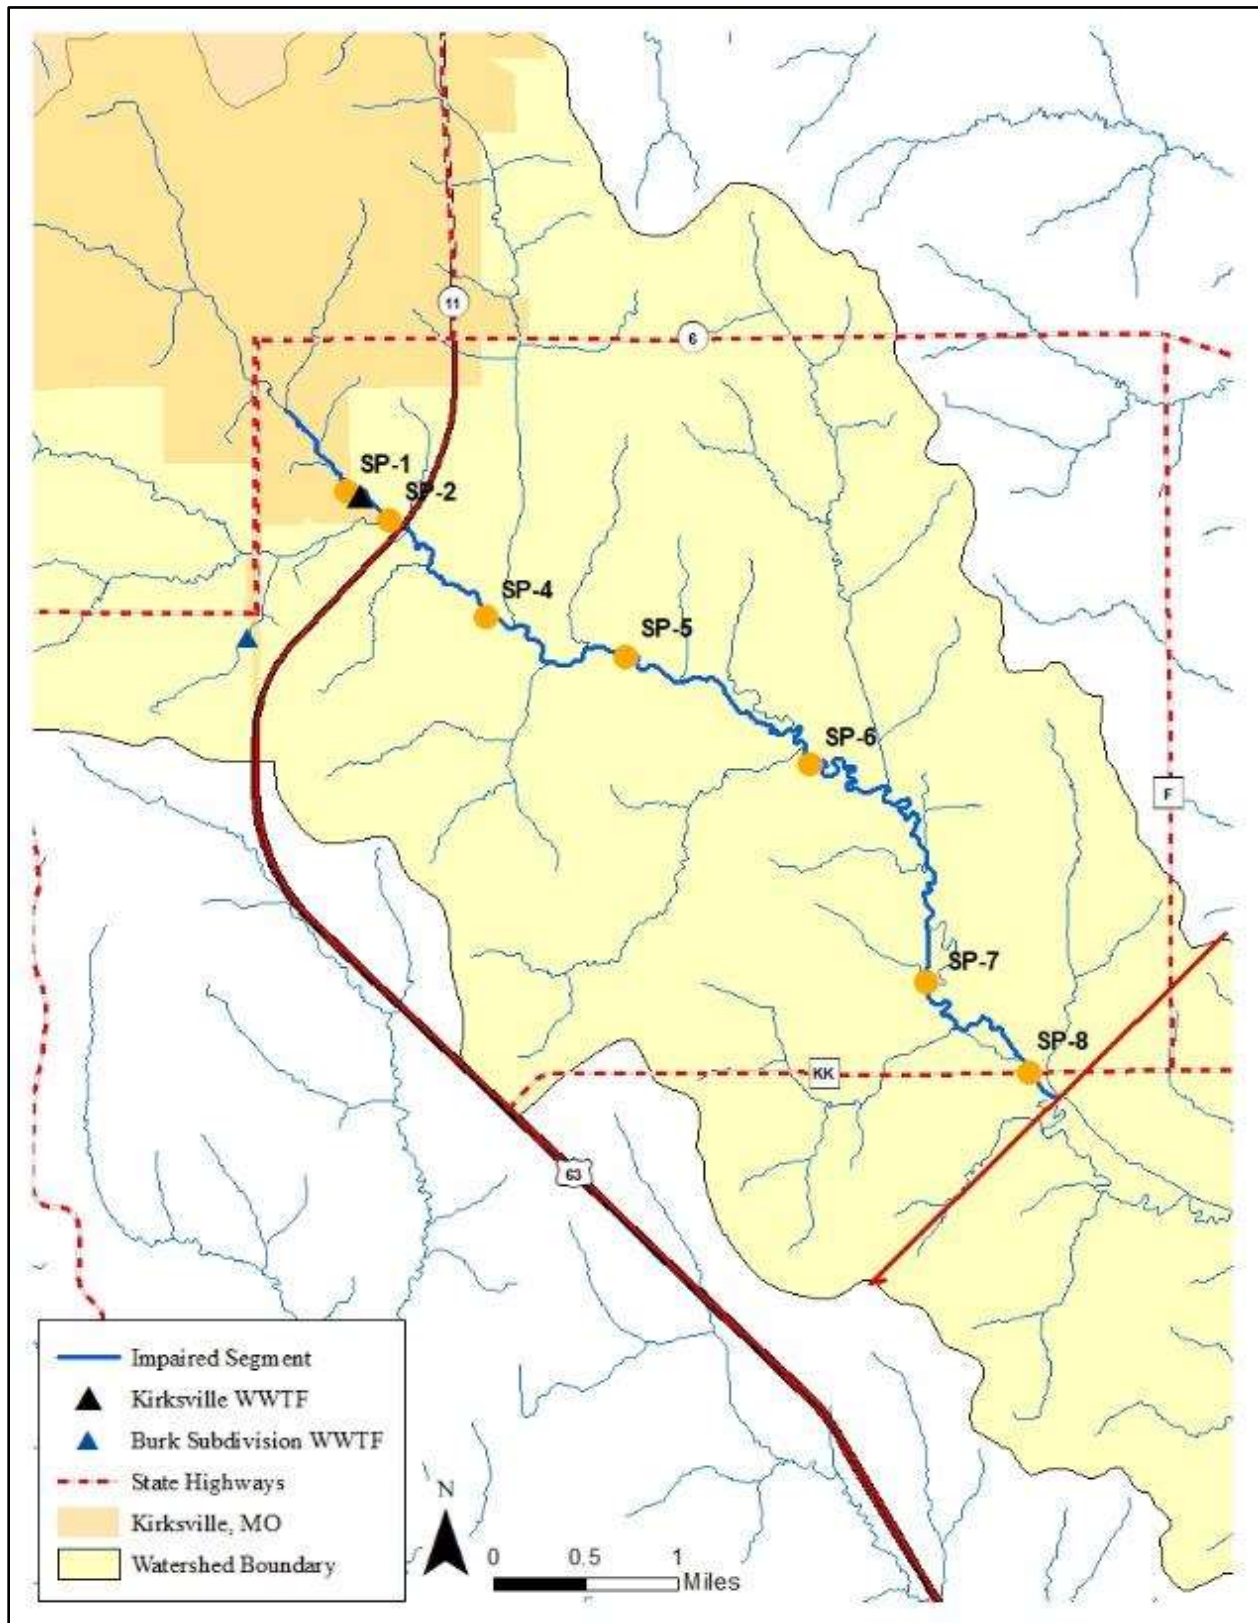 11
6
SP-1
SP-2
SP-4
SP-5
SP-6
F
SP-7
SP-8
KK
63
Impaired Segment
Kirksville WWTF
Burk Subdivision WWTF
State Highways
Kirksville, MO
Watershed Boundary
N
0 0.5 1
Miles